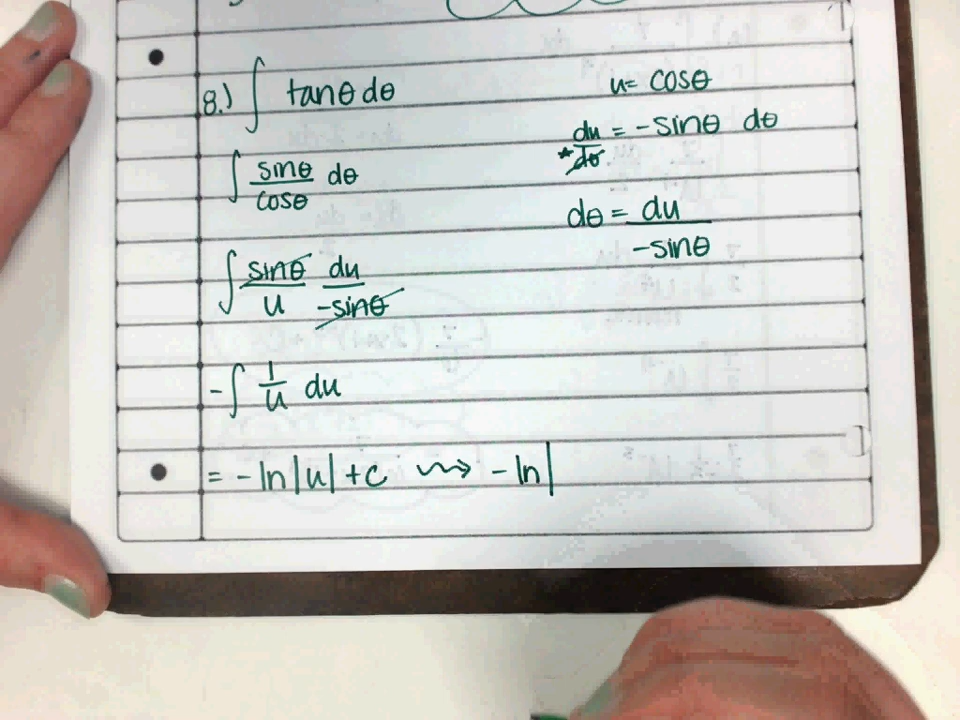 8.) ∫ tanθ dθ
u = cosθ
du/dθ = -sinθ dθ
∫ sinθ/cosθ dθ
dθ = du/-sinθ
∫ sinθ/u du/-sinθ
-∫ 1/u du
= -ln|u| + c ⇝ -ln|